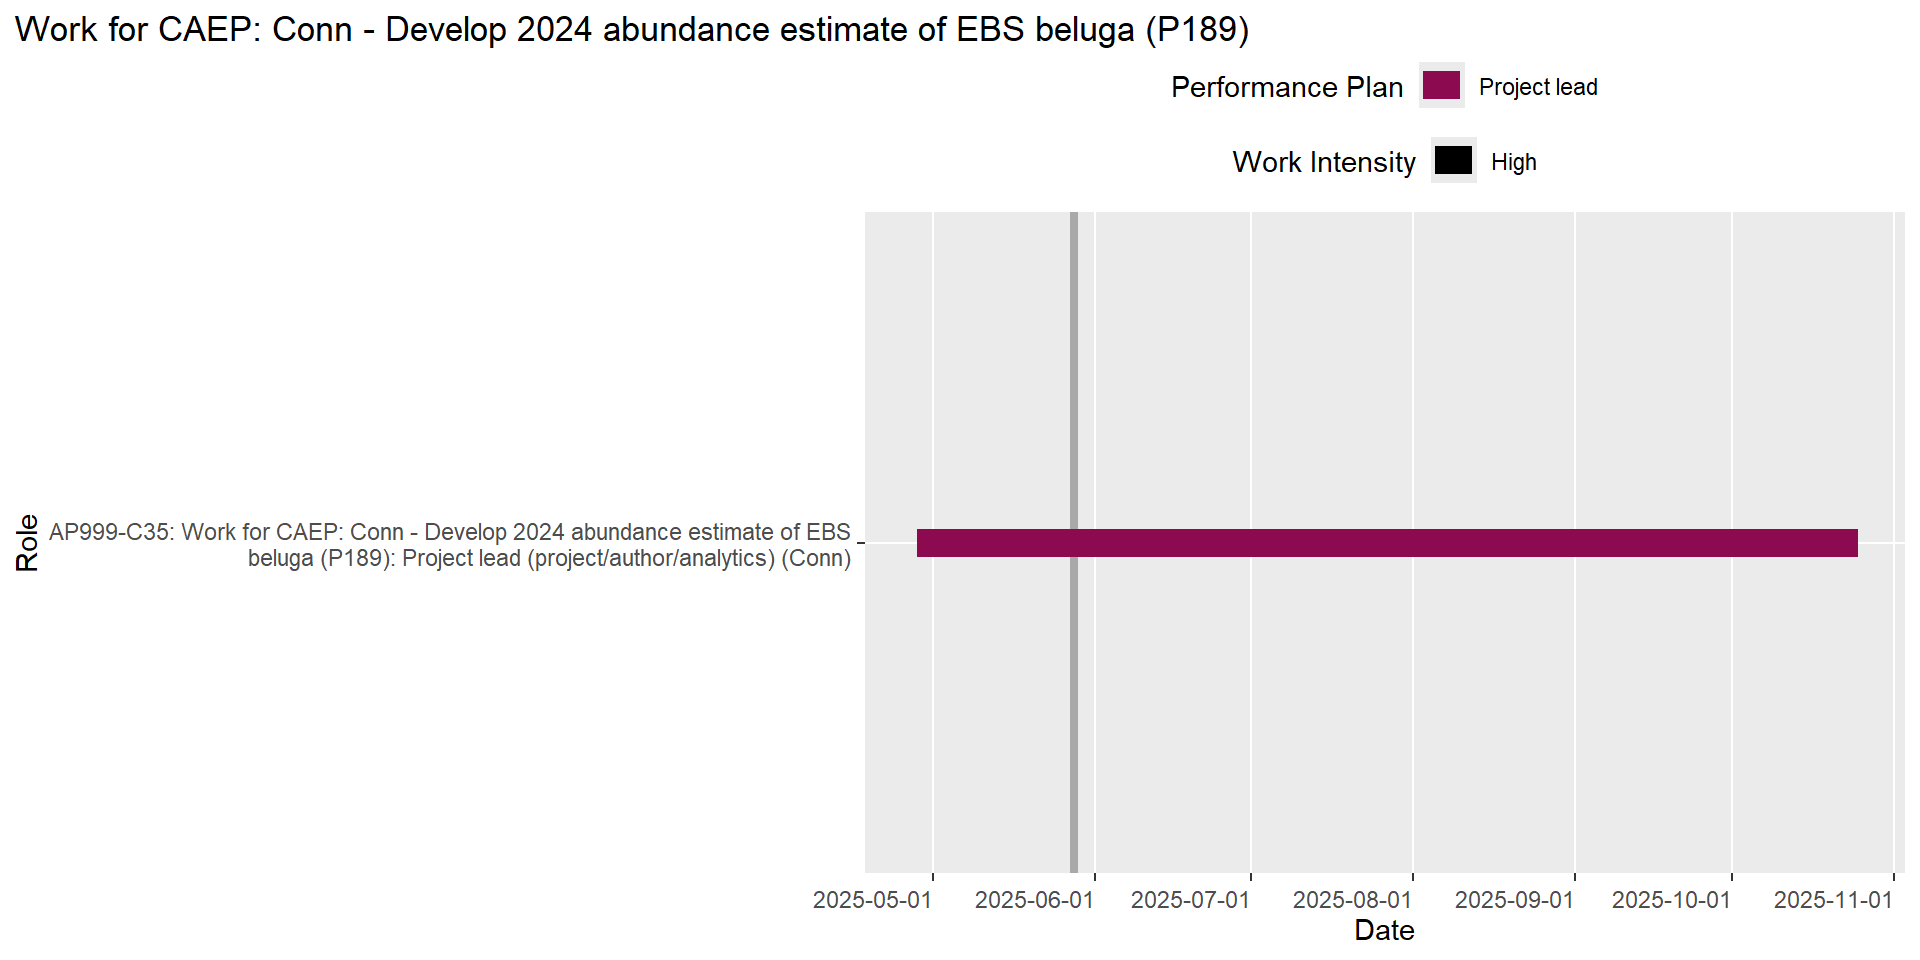 Work for CAEP: Conn - Develop 2024 abundance estimate of EBS beluga (P189)
Performance Plan
Project lead
Work Intensity
High
Role
AP999-C35: Work for CAEP: Conn - Develop 2024 abundance estimate of EBS
beluga (P189): Project lead (project/author/analytics) (Conn)
2025-05-01
2025-06-01
2025-07-01
2025-08-01
2025-09-01
2025-10-01
2025-11-01
Date